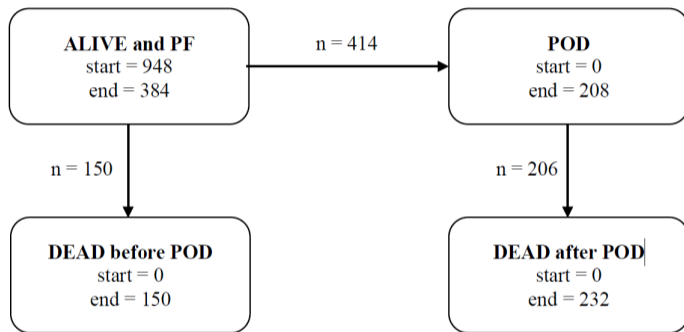 ALIVE and PF
start = 948
end = 384
n = 414
POD
start = 0
end = 208
n = 150
n = 206
DEAD before POD
start = 0
end = 150
DEAD after POD
start = 0
end = 232